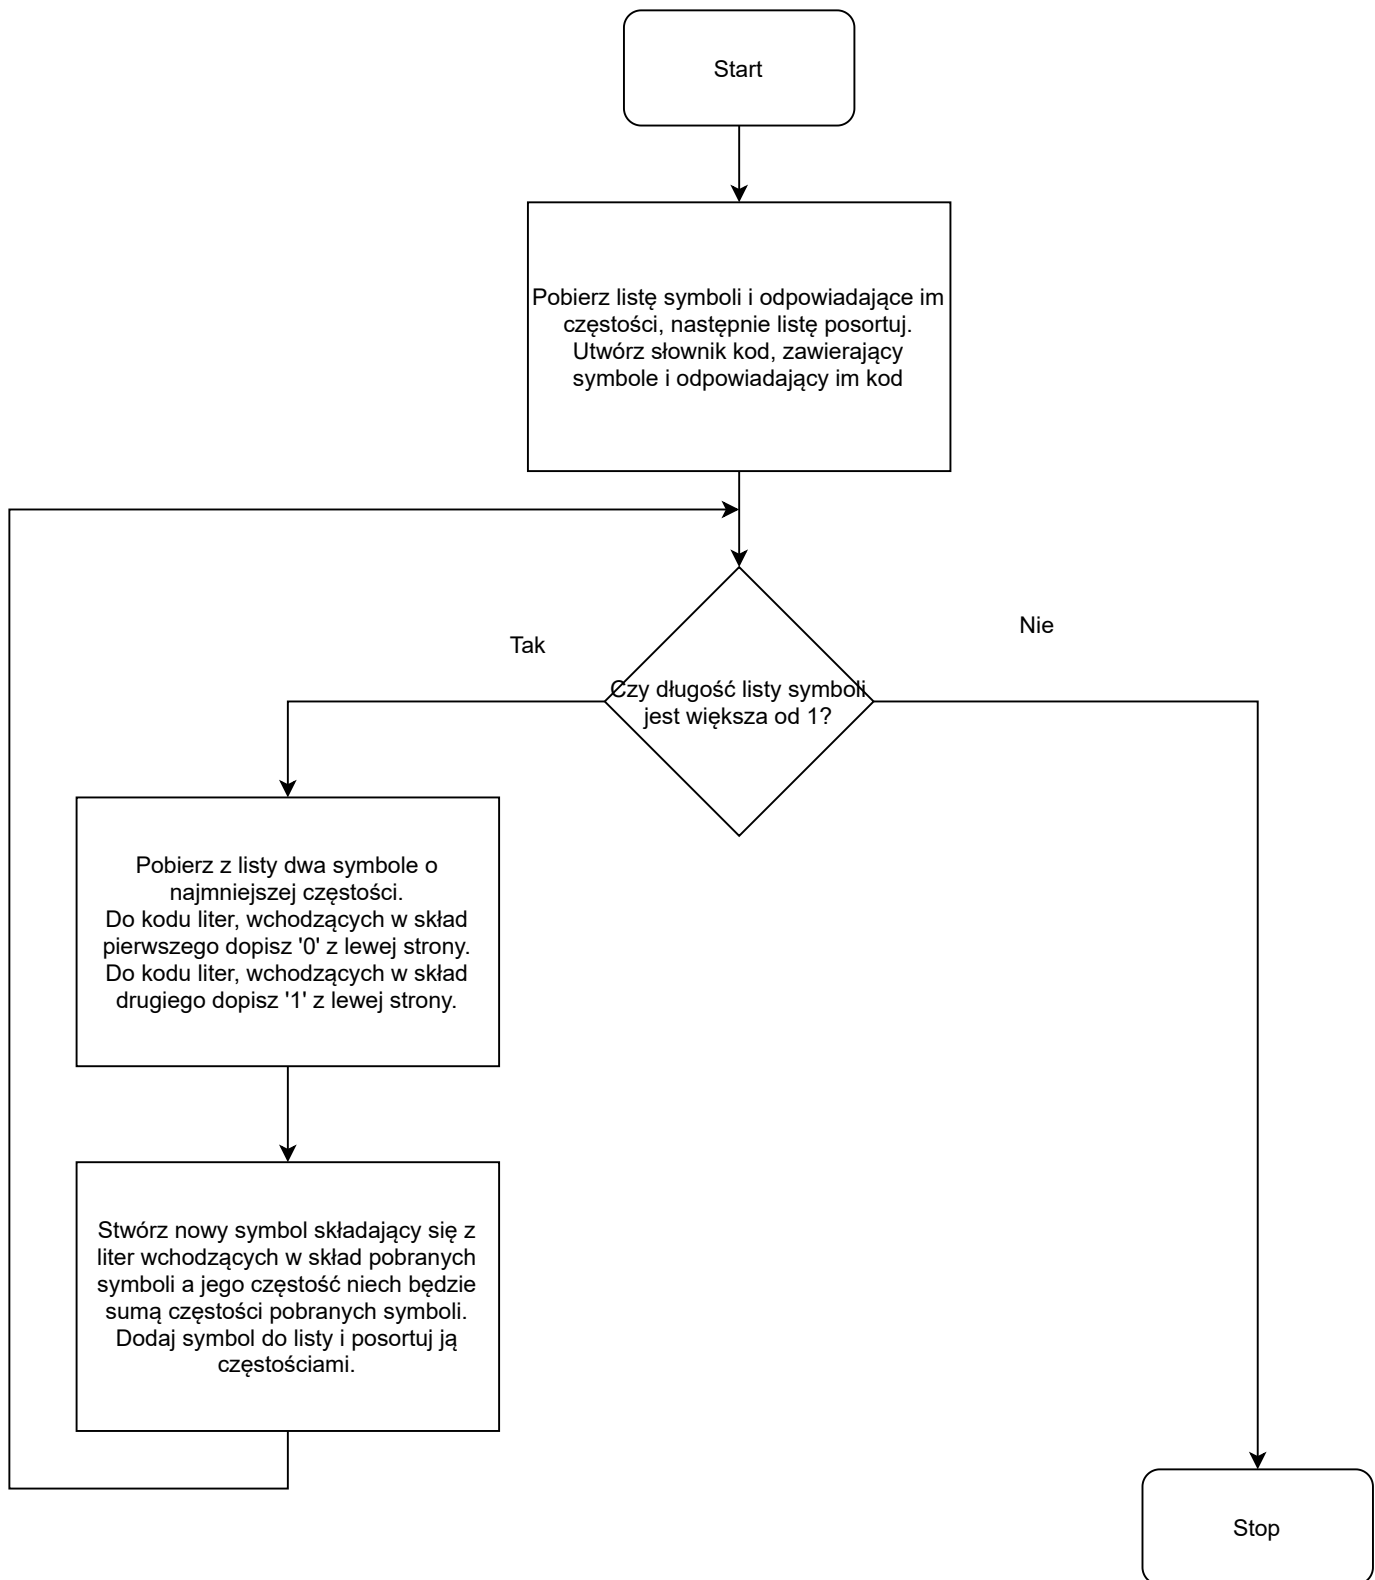 Start
Pobierz listę symboli i odpowiadające im
częstości, następnie listę posortuj.
Utwórz słownik kod, zawierający
symbole i odpowiadający im kod
Tak
Nie
Czy długość listy symboli
jest większa od 1?
Pobierz z listy dwa symbole o
najmniejszej częstości.
Do kodu liter, wchodzących w skład
pierwszego dopisz '0' z lewej strony.
Do kodu liter, wchodzących w skład
drugiego dopisz '1' z lewej strony.
Stwórz nowy symbol składający się z
liter wchodzących w skład pobranych
symboli a jego częstość niech będzie
sumą częstości pobranych symboli.
Dodaj symbol do listy i posortuj ją
częstościami.
Stop